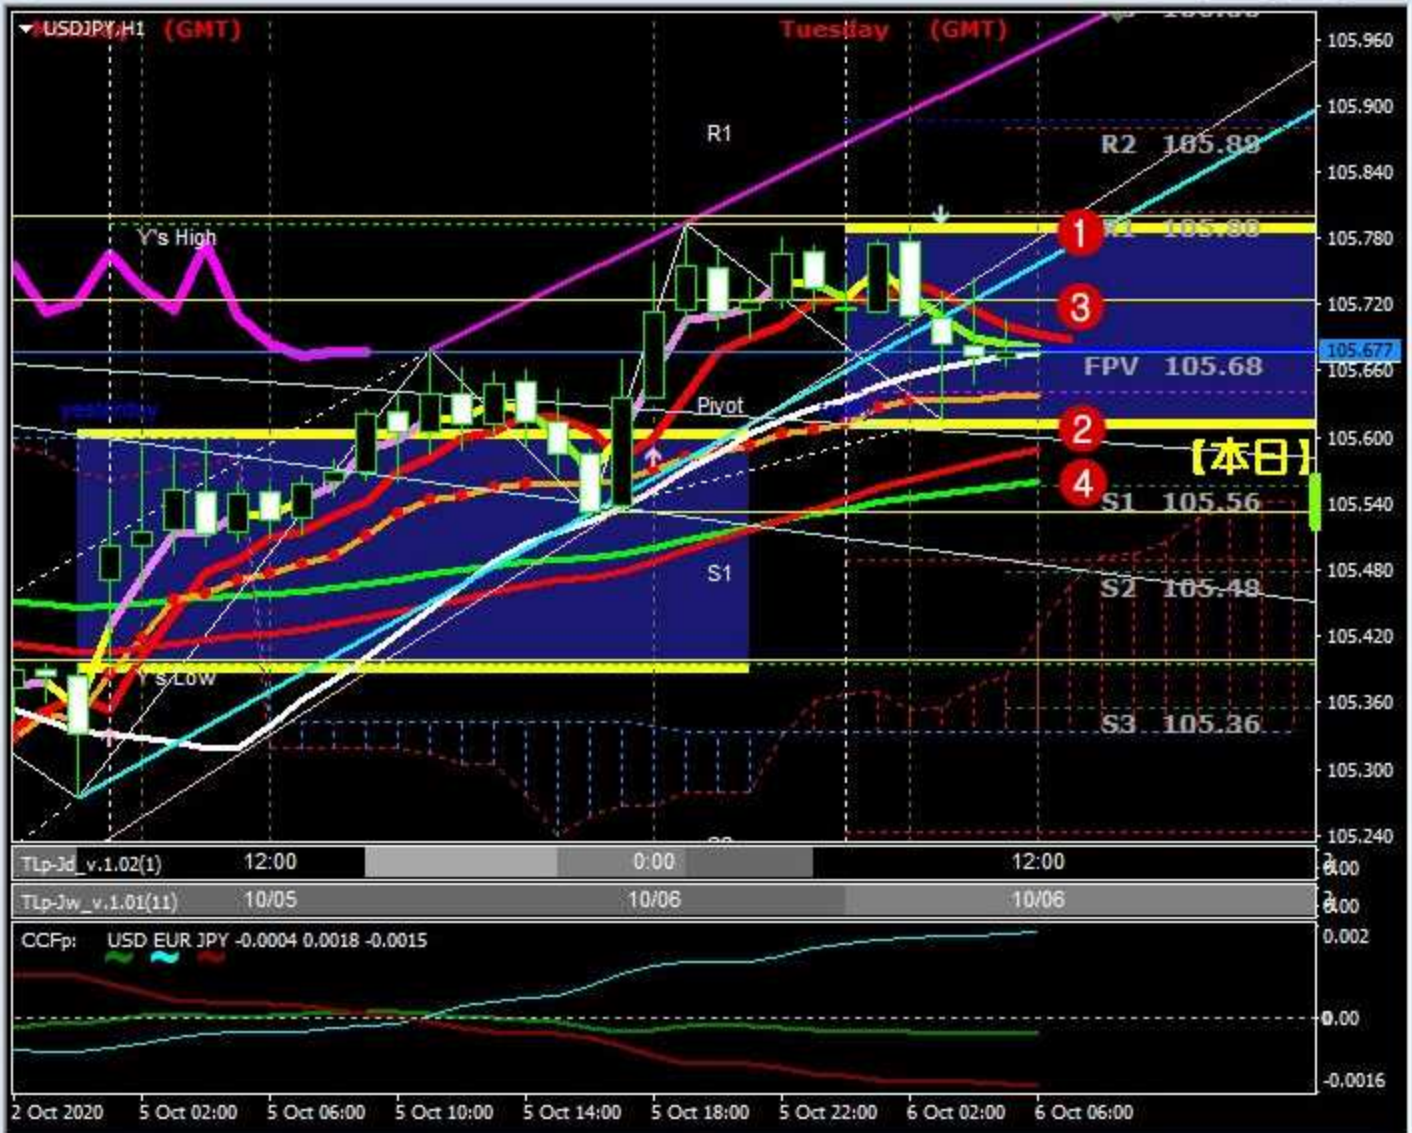 USDJPY,H1
(GMT)
Tuesday (GMT)
105.960
105.900
R1
R2 105.88
105.840
Y's High
1
R1 105.80
105.780
3
105.720
105.677
FPV 105.68
105.660
yesterday
Pivot
2
105.600
【本日】
4
S1 105.56
105.540
S1
105.480
S2 105.48
105.420
Y's Low
105.360
S3 105.36
105.300
105.240
TLp-Jd_v.1.02(1)
12:00
0:00
12:00
TLp-Jw_v.1.01(11)
10/05
10/06
10/06
CCFp: USD EUR JPY -0.0004 0.0018 -0.0015
0.002
0.00
-0.0016
2 Oct 2020
5 Oct 02:00
5 Oct 06:00
5 Oct 10:00
5 Oct 14:00
5 Oct 18:00
5 Oct 22:00
6 Oct 02:00
6 Oct 06:00